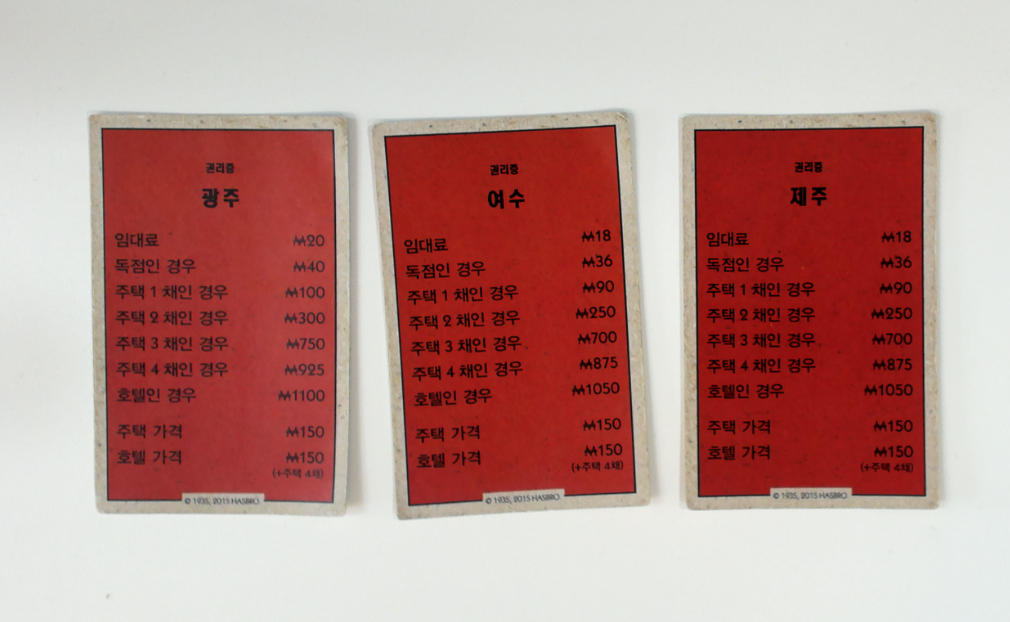 권리증
광주
임대료 ₩20
독점인 경우 ₩40
주택 1 채인 경우 ₩100
주택 2 채인 경우 ₩300
주택 3 채인 경우 ₩750
주택 4 채인 경우 ₩925
호텔인 경우 ₩1100
주택 가격 ₩150
호텔 가격 ₩150
(+주택 4채)
© 1935, 2015 HASBRO.
권리증
여수
임대료 ₩18
독점인 경우 ₩36
주택 1 채인 경우 ₩90
주택 2 채인 경우 ₩250
주택 3 채인 경우 ₩700
주택 4 채인 경우 ₩875
호텔인 경우 ₩1050
주택 가격 ₩150
호텔 가격 ₩150
(+주택 4채)
© 1935, 2015 HASBRO.
권리증
제주
임대료 ₩18
독점인 경우 ₩36
주택 1 채인 경우 ₩90
주택 2 채인 경우 ₩250
주택 3 채인 경우 ₩700
주택 4 채인 경우 ₩875
호텔인 경우 ₩1050
주택 가격 ₩150
호텔 가격 ₩150
(+주택 4채)
© 1935, 2015 HASBRO.